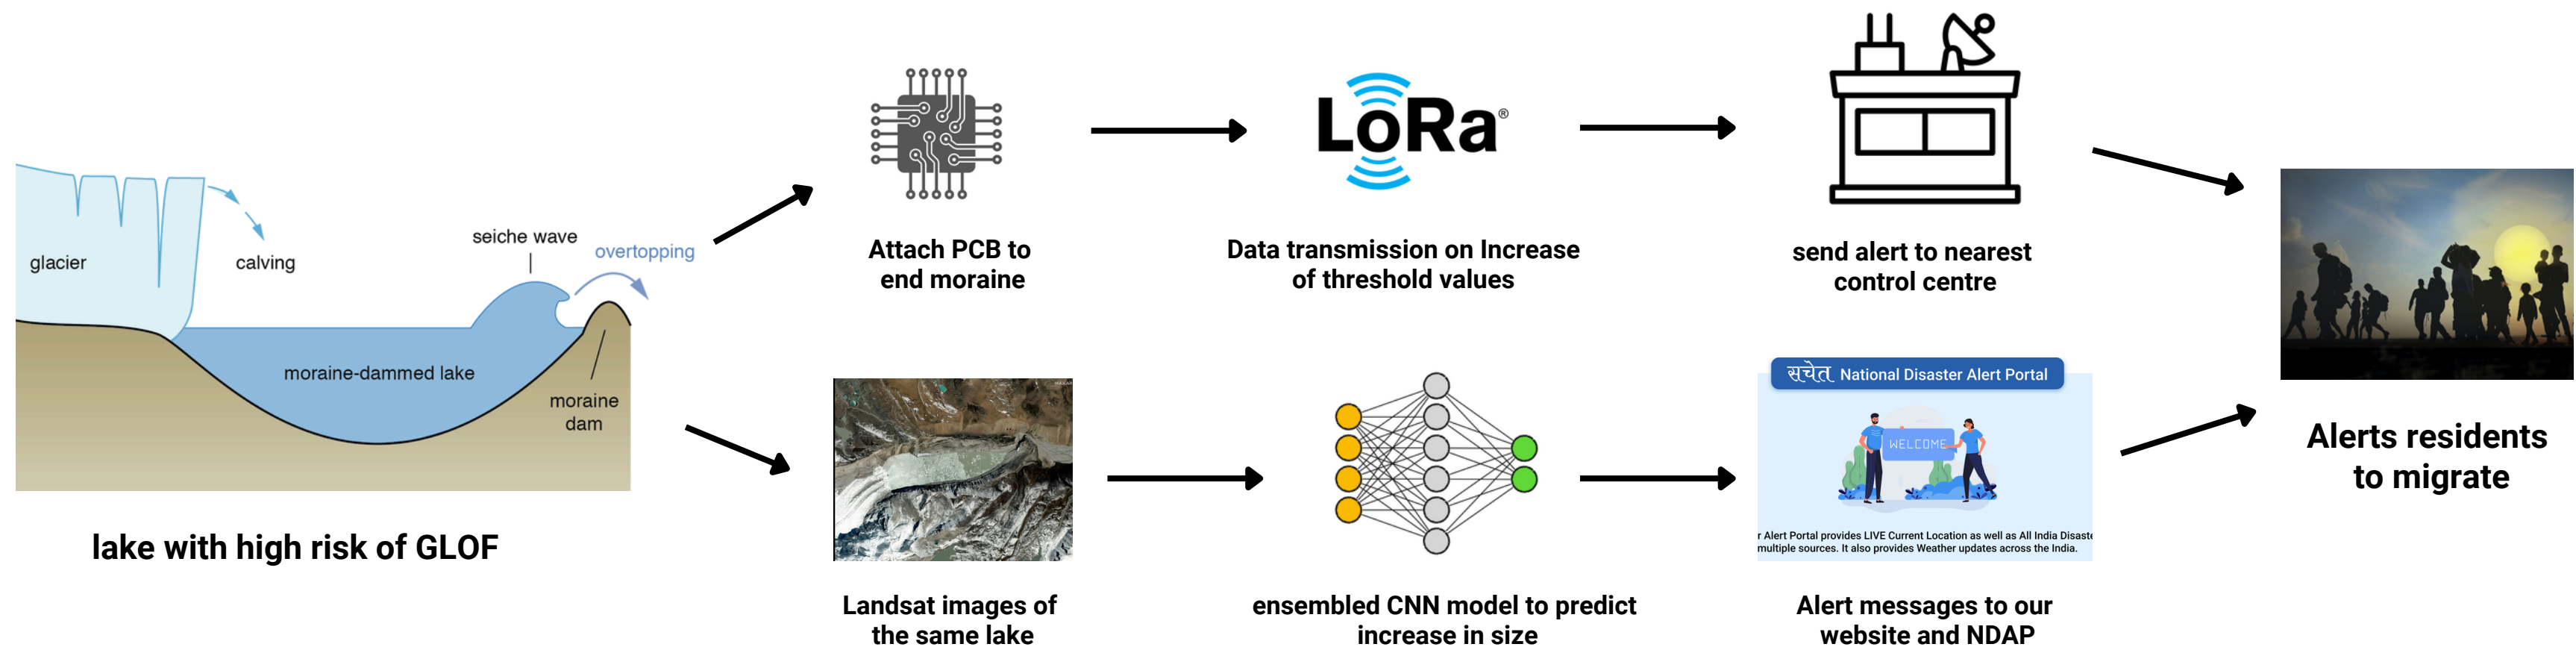 glacier
calving
seiche wave
overtopping
moraine-dammed lake
moraine
dam
lake with high risk of GLOF
Attach PCB to
end moraine
LoRa®
Data transmission on Increase
of threshold values
send alert to nearest
control centre
Landsat images of
the same lake
ensembled CNN model to predict
increase in size
सचेत National Disaster Alert Portal
WELCOME
r Alert Portal provides LIVE Current Location as well as All India Disaste
multiple sources. It also provides Weather updates across the India.
Alert messages to our
website and NDAP
Alerts residents
to migrate